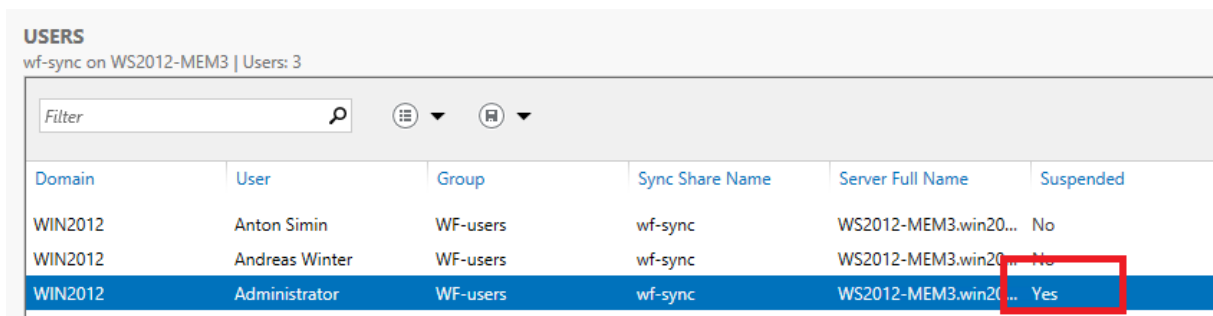 USERS
wf-sync on WS2012-MEM3 | Users: 3
Filter
Domain User Group Sync Share Name Server Full Name Suspended
WIN2012 Anton Simin WF-users wf-sync WS2012-MEM3.win20... No
WIN2012 Andreas Winter WF-users wf-sync WS2012-MEM3.win20... No
WIN2012 Administrator WF-users wf-sync WS2012-MEM3.win20... Yes